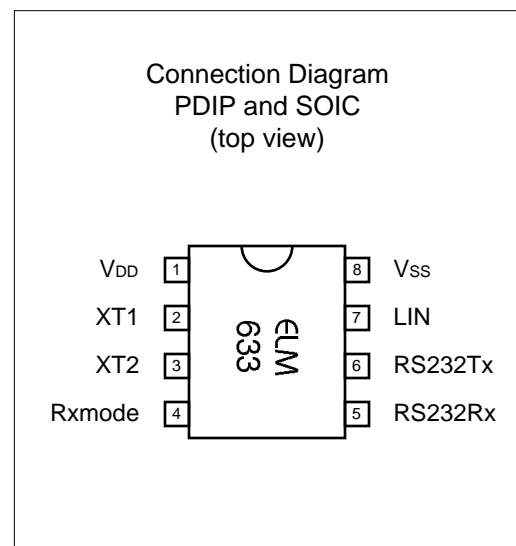 Connection Diagram
PDIP and SOIC
(top view)
VDD 1 8 VSS
XT1 2 7 LIN
XT2 3 6 RS232Tx
Rxmode 4 5 RS232Rx
ELM
633